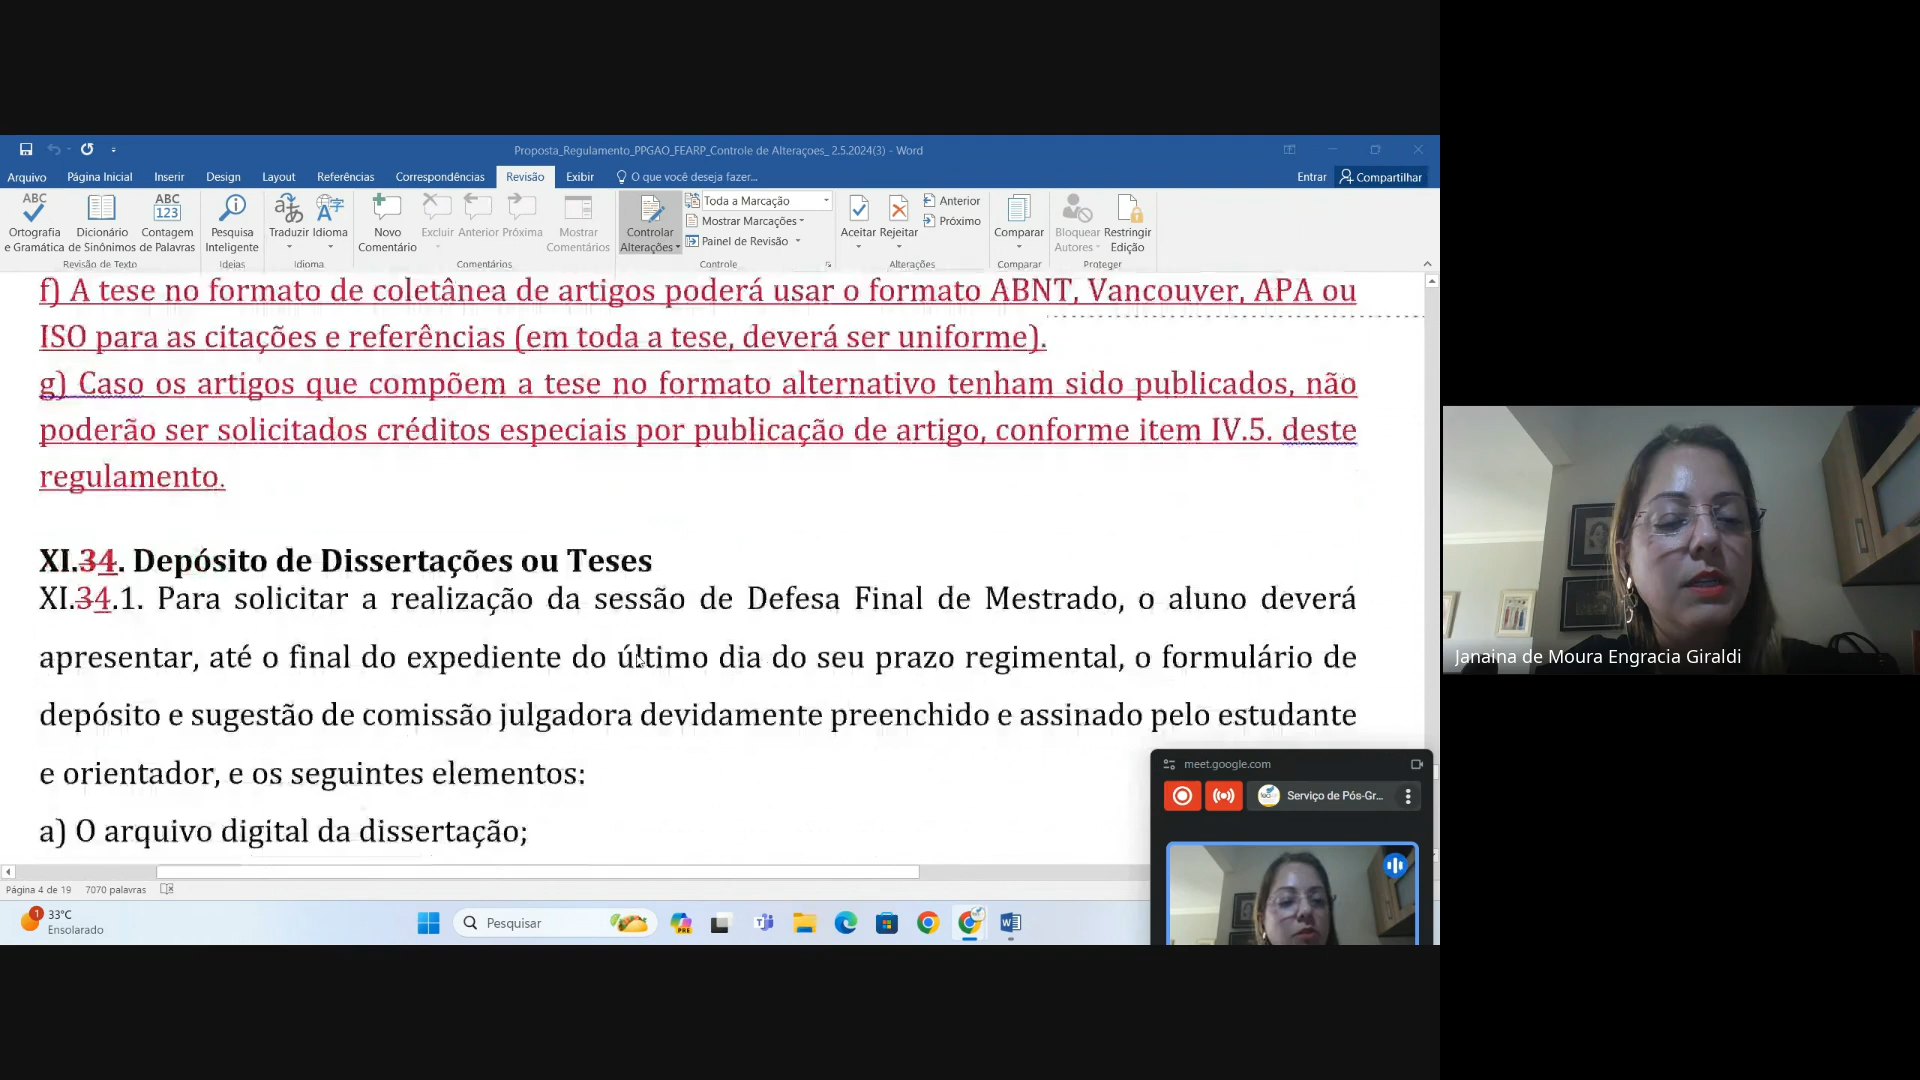 Proposta_Regulamento_PPGAO_FEARP_Controle de Alteraçoes_ 2.5.2024(3) - Word
Arquivo Página Inicial Inserir Design Layout Referências Correspondências Revisão Exibir O que você deseja fazer... Entrar Compartilhar
ABC
Ortografia e Gramática
Dicionário de Sinônimos
ABC 123
Contagem de Palavras
Revisão de Texto
Pesquisa Inteligente
Ideias
Traduzir Idioma
Idioma
Novo Comentário
Excluir Anterior Próxima
Mostrar Comentários
Comentários
Controlar Alterações
Toda a Marcação
Mostrar Marcações
Painel de Revisão
Controle
Aceitar Rejeitar
Anterior
Próximo
Alterações
Comparar
Comparar
Bloquear Autores
Restringir Edição
Proteger
f) A tese no formato de coletânea de artigos poderá usar o formato ABNT, Vancouver, APA ou
ISO para as citações e referências (em toda a tese, deverá ser uniforme).
g) Caso os artigos que compõem a tese no formato alternativo tenham sido publicados, não
poderão ser solicitados créditos especiais por publicação de artigo, conforme item IV.5. deste
regulamento.
XI.34. Depósito de Dissertações ou Teses
XI.34.1. Para solicitar a realização da sessão de Defesa Final de Mestrado, o aluno deverá
apresentar, até o final do expediente do último dia do seu prazo regimental, o formulário de
depósito e sugestão de comissão julgadora devidamente preenchido e assinado pelo estudante
e orientador, e os seguintes elementos:
a) O arquivo digital da dissertação;
Página 4 de 19 7070 palavras
meet.google.com
Serviço de Pós-Gr...
1
33°C
Ensolarado
Pesquisar
PRE
Janaina de Moura Engracia Giraldi